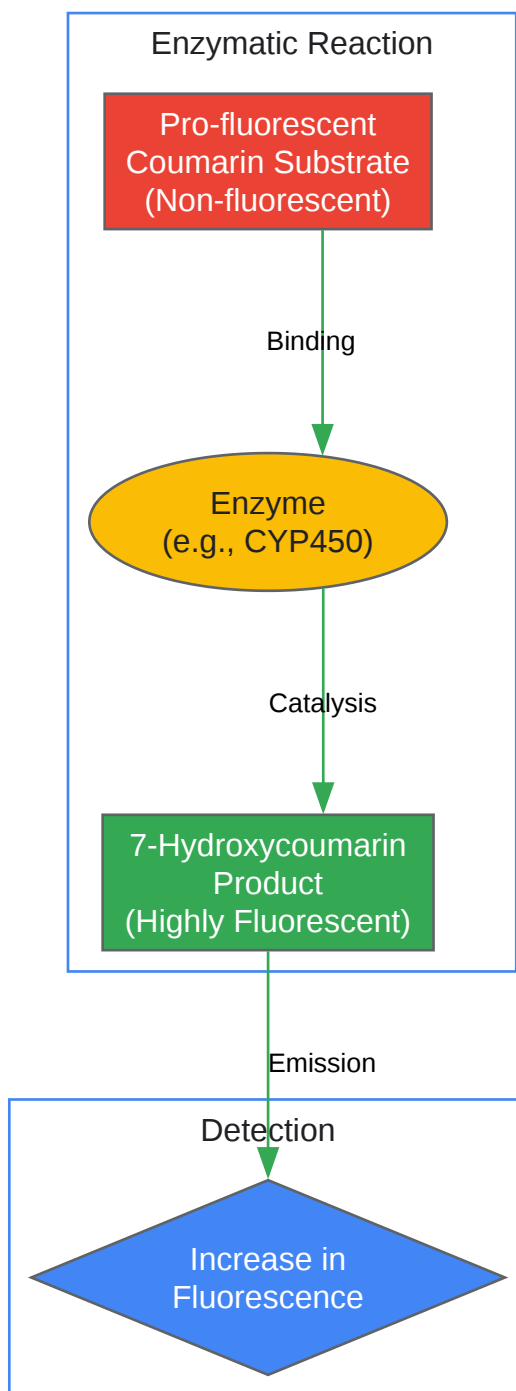 Enzymatic Reaction
Pro-fluorescent
Coumarin Substrate
(Non-fluorescent)
Binding
Enzyme
(e.g., CYP450)
Catalysis
7-Hydroxycoumarin
Product
(Highly Fluorescent)
Emission
Detection
Increase in
Fluorescence